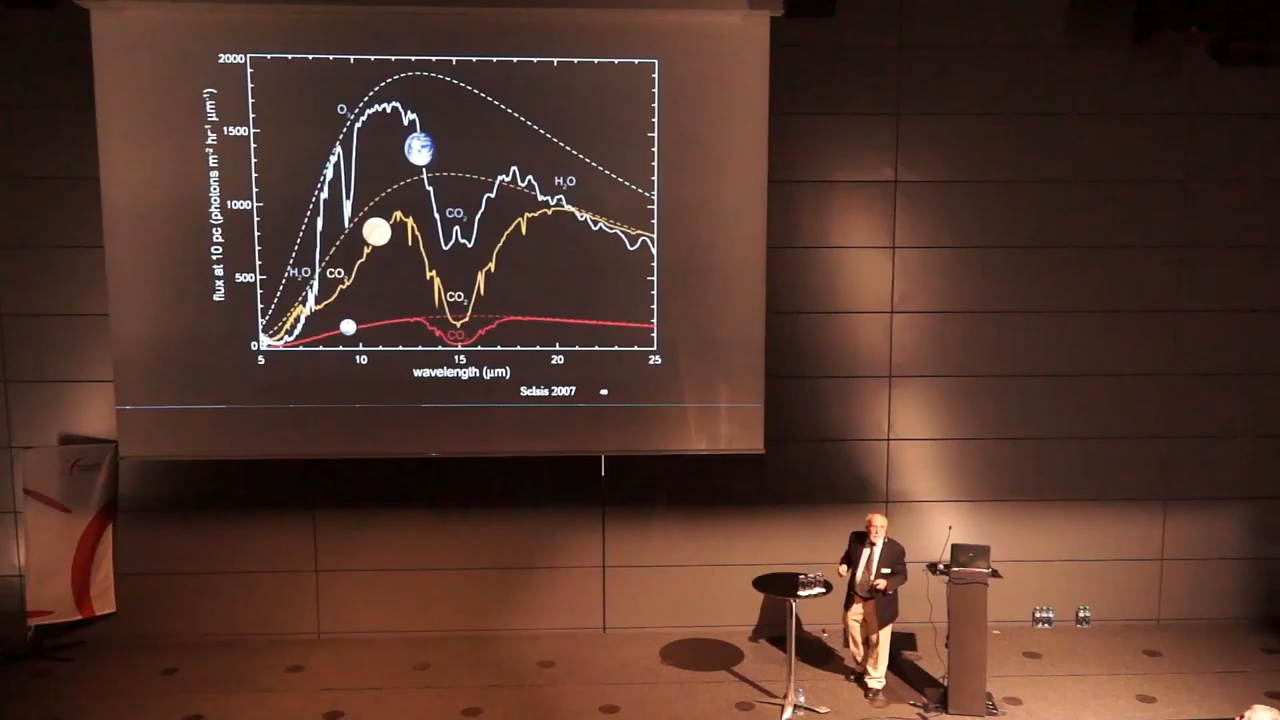 2000
1500
1000
500
0
flux at 10 pc (photons m⁻² hr⁻¹ μm⁻¹)
O₃
H₂O
CO₂
H₂O
CO₂
CO₂
CO₂
5 10 15 20 25
wavelength (μm)
Selsis 2007